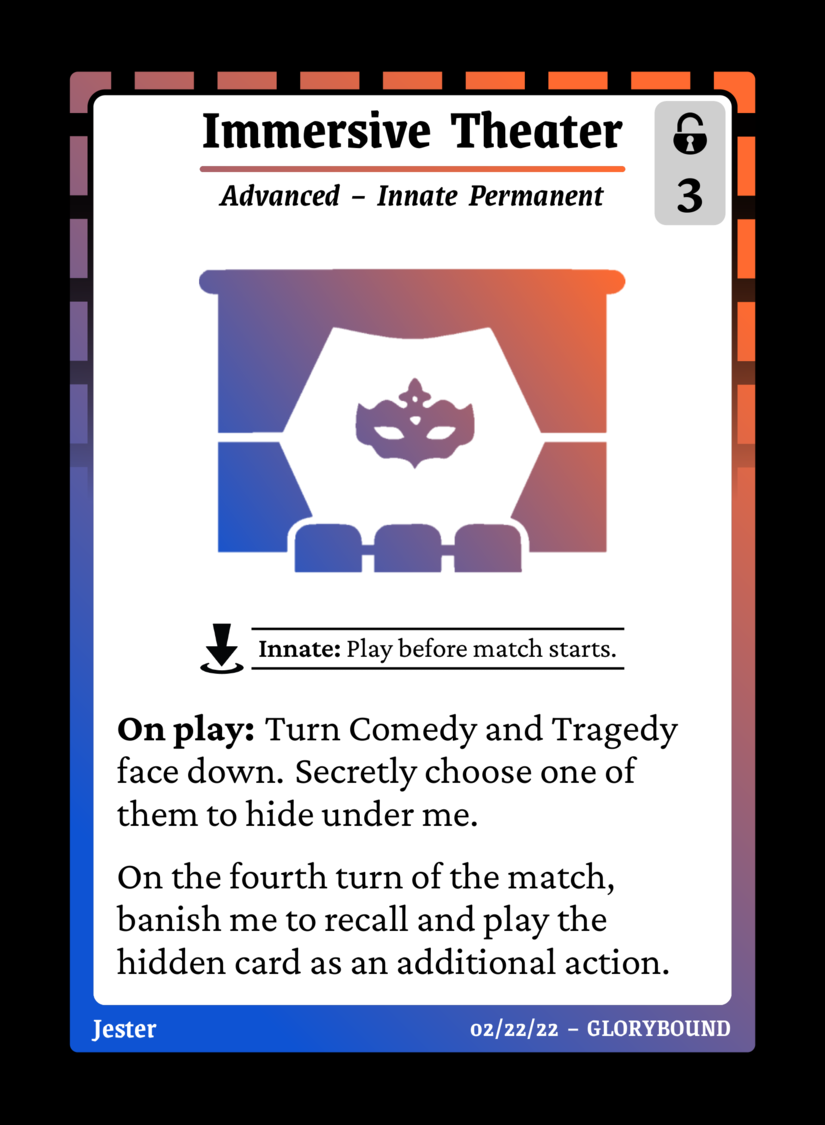 Immersive Theater
3
Advanced – Innate Permanent
Innate: Play before match starts.
On play: Turn Comedy and Tragedy
face down. Secretly choose one of
them to hide under me.
On the fourth turn of the match,
banish me to recall and play the
hidden card as an additional action.
Jester
02/22/22 – GLORYBOUND